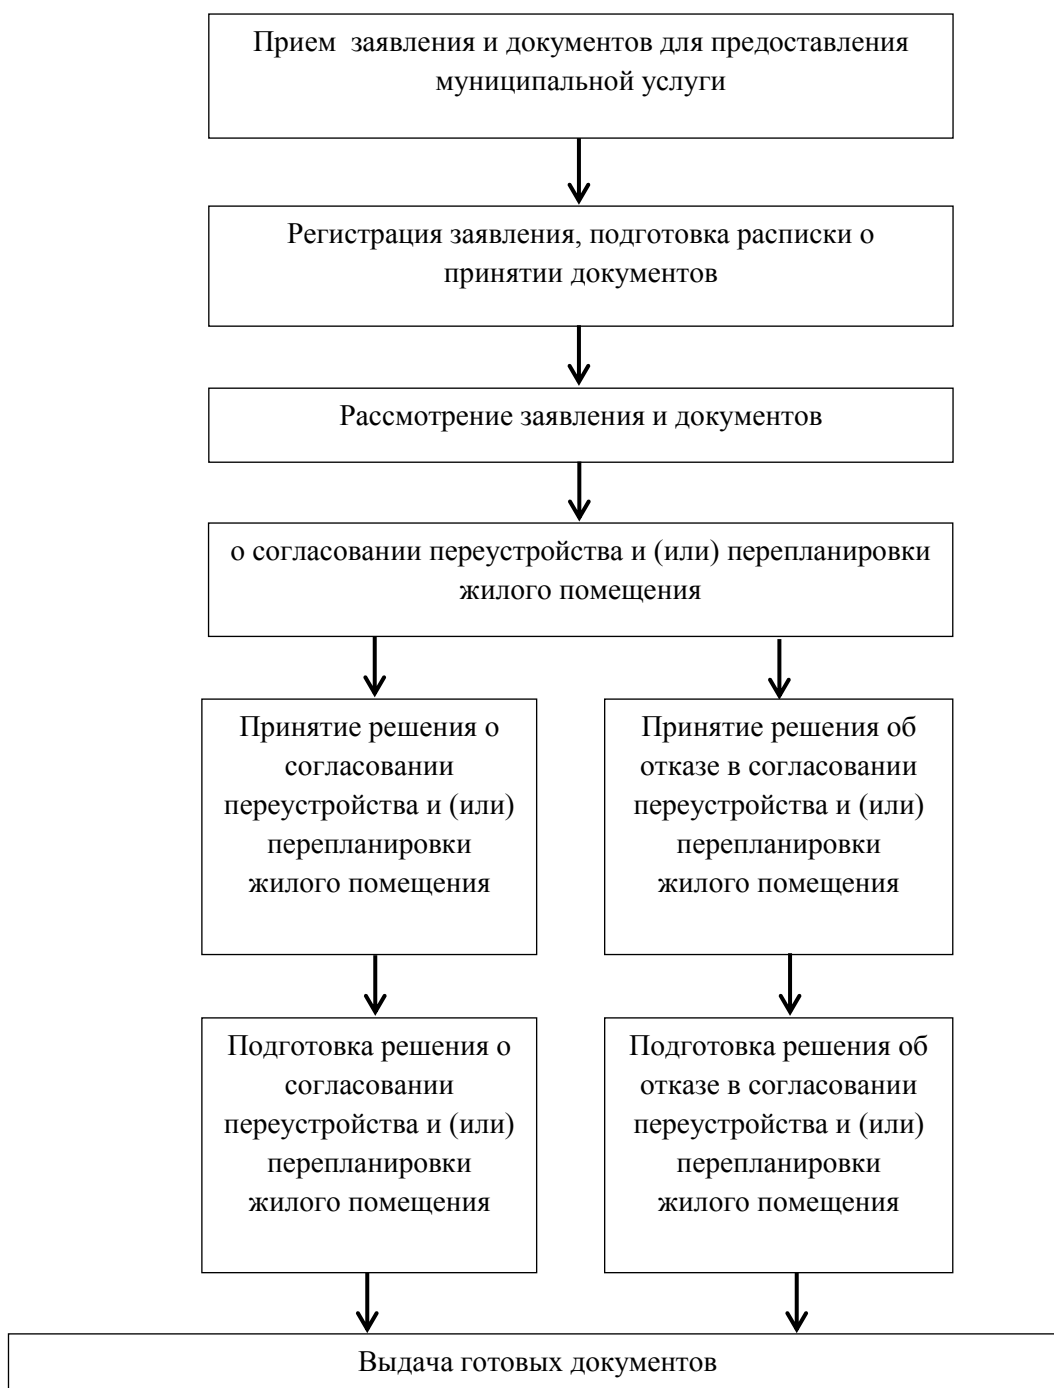 Прием  заявления и документов для предоставления
муниципальной услуги
Регистрация заявления, подготовка расписки о
принятии документов
Рассмотрение заявления и документов
о согласовании переустройства и (или) перепланировки
жилого помещения
Принятие решения о
согласовании
переустройства и (или)
перепланировки
жилого помещения
Принятие решения об
отказе в согласовании
переустройства и (или)
перепланировки
жилого помещения
Подготовка решения о
согласовании
переустройства и (или)
перепланировки
жилого помещения
Подготовка решения об
отказе в согласовании
переустройства и (или)
перепланировки
жилого помещения
Выдача готовых документов